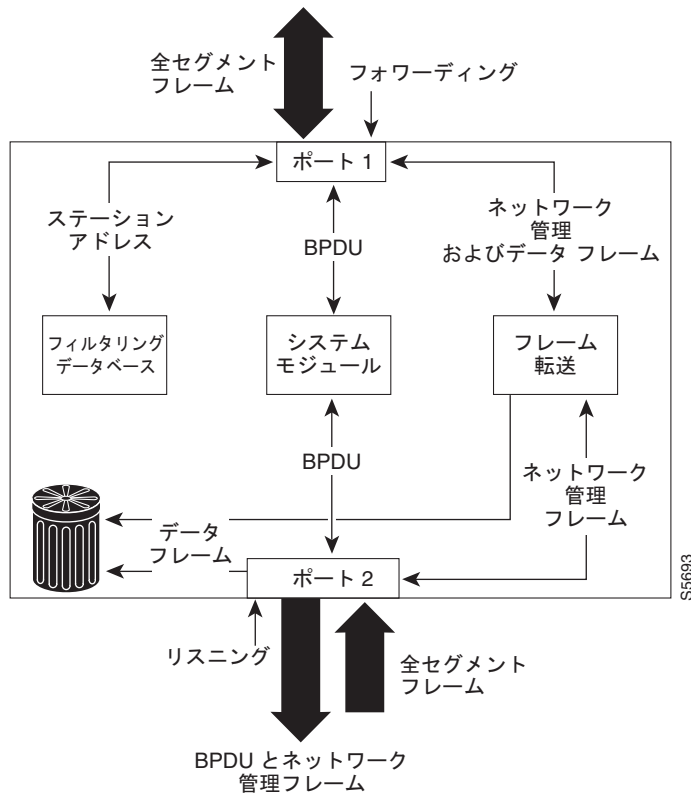 全セグメント
フレーム
フォワーディング
ポート 1
ステーション
アドレス
BPDU
ネットワーク
管理
およびデータ フレーム
フィルタリング
データベース
システム
モジュール
フレーム
転送
BPDU
ネットワーク
管理
フレーム
データ
フレーム
ポート 2
S5693
リスニング
全セグメント
フレーム
BPDU とネットワーク
管理フレーム